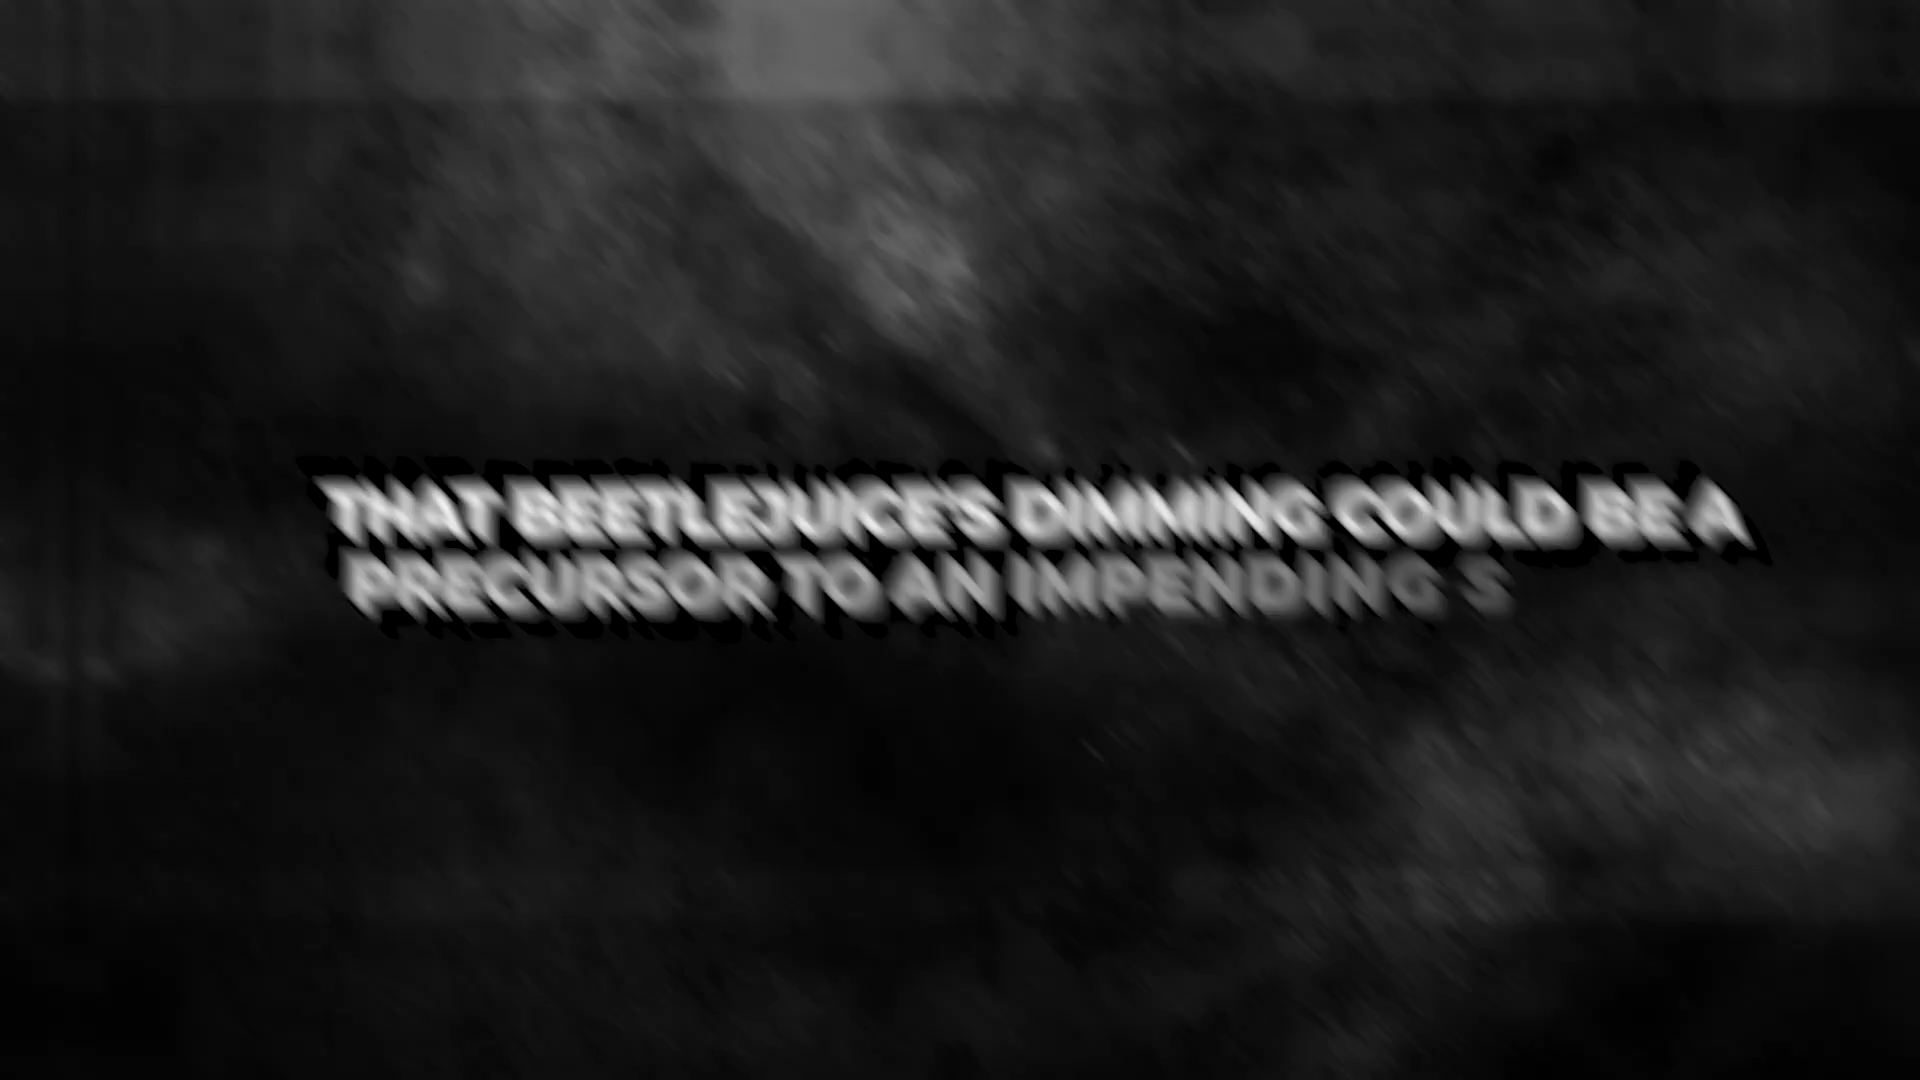 THAT BEETLEJUICE'S DIMMING COULD BE A
PRECURSOR TO AN IMPENDING S